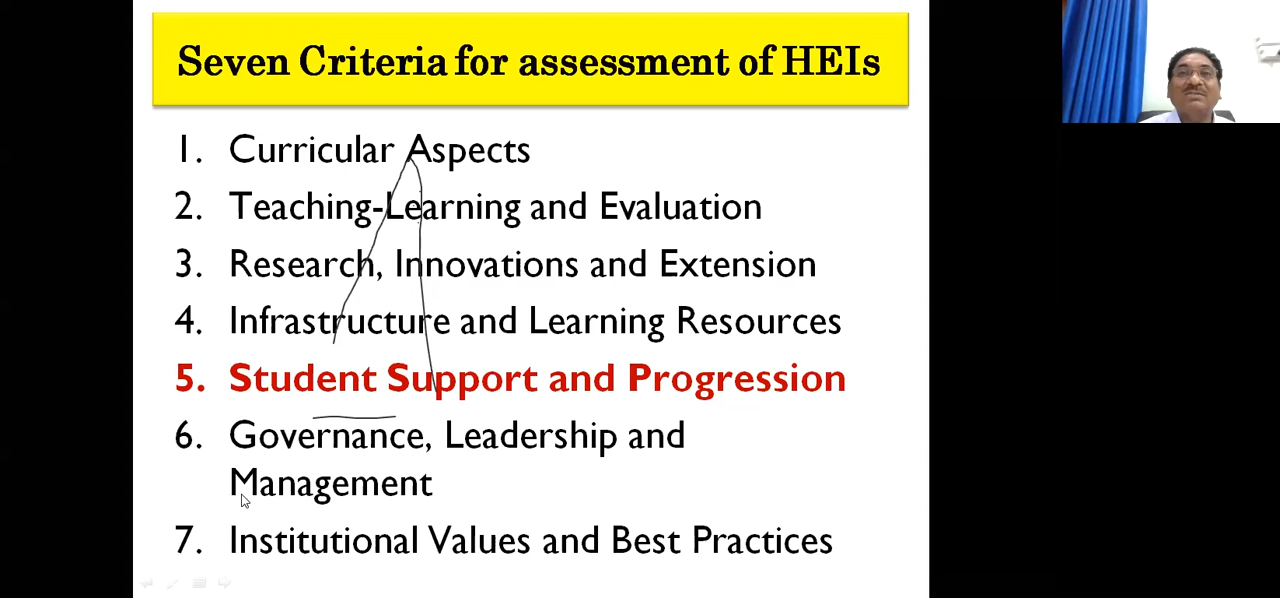 Seven Criteria for assessment of HEIs
1. Curricular Aspects
2. Teaching-Learning and Evaluation
3. Research, Innovations and Extension
4. Infrastructure and Learning Resources
5. Student Support and Progression
6. Governance, Leadership and
Management
7. Institutional Values and Best Practices